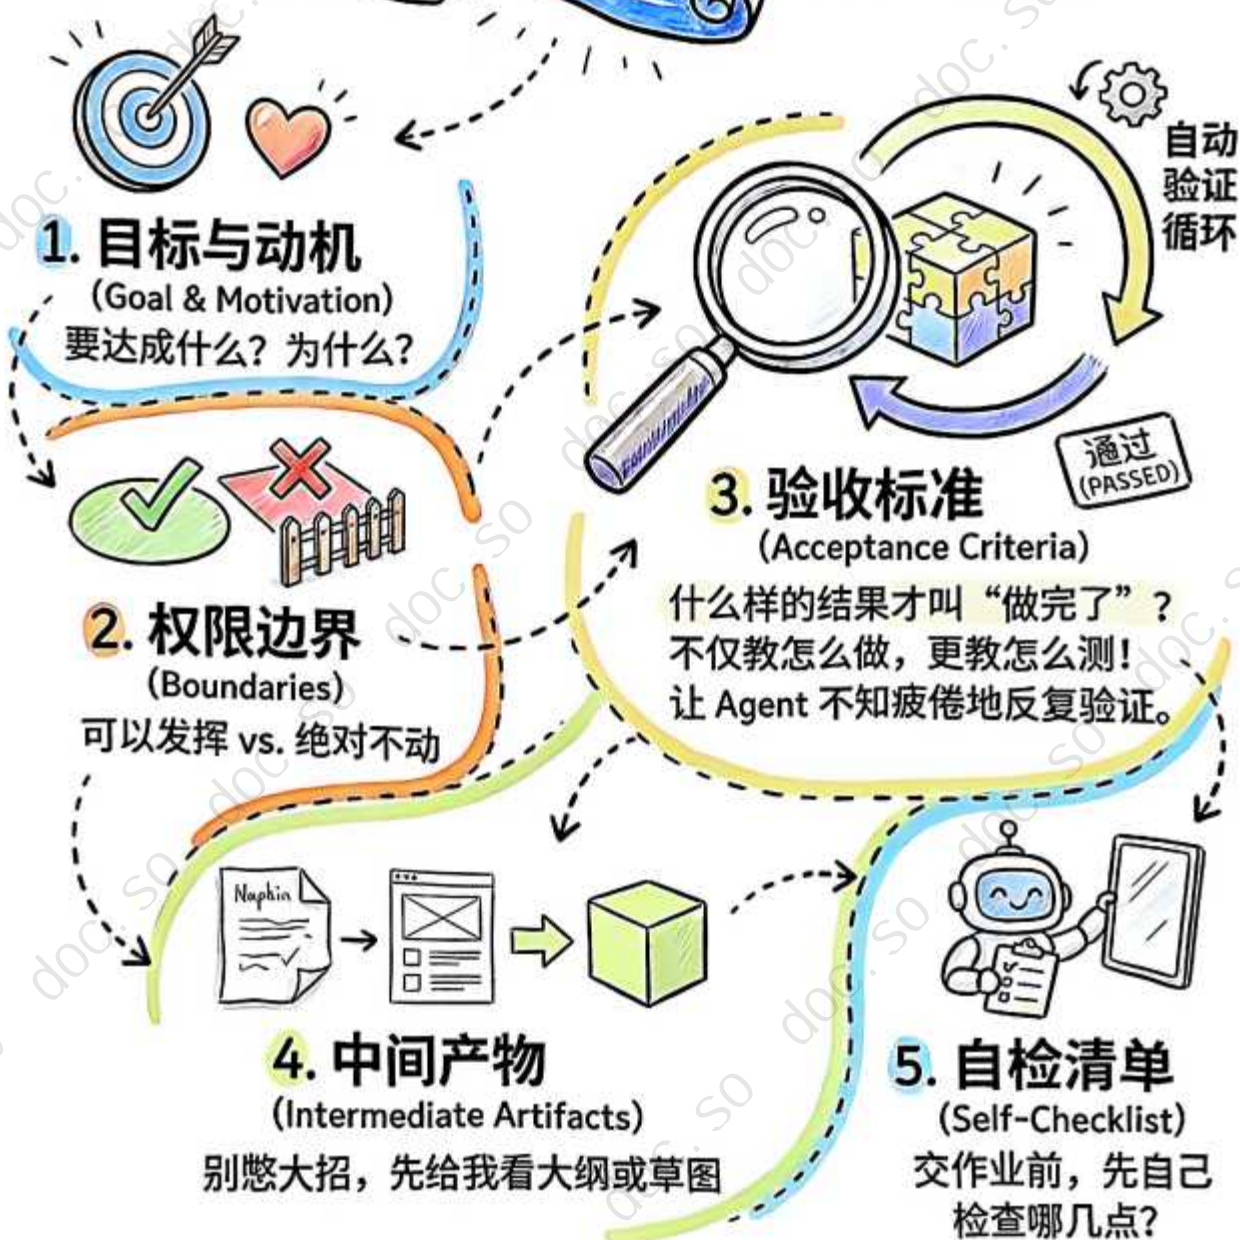 1. 目标与动机
(Goal & Motivation)
要达成什么？为什么？
2. 权限边界
(Boundaries)
可以发挥 vs. 绝对不动
自动
验证
循环
通过
(PASSED)
3. 验收标准
(Acceptance Criteria)
什么样的结果才叫“做完了”？
不仅教怎么做，更教怎么测！
让 Agent 不知疲倦地反复验证。
Napkin
4. 中间产物
(Intermediate Artifacts)
别憋大招，先给我看大纲或草图
5. 自检清单
(Self-Checklist)
交作业前，先自己
检查哪几点？
doc.so